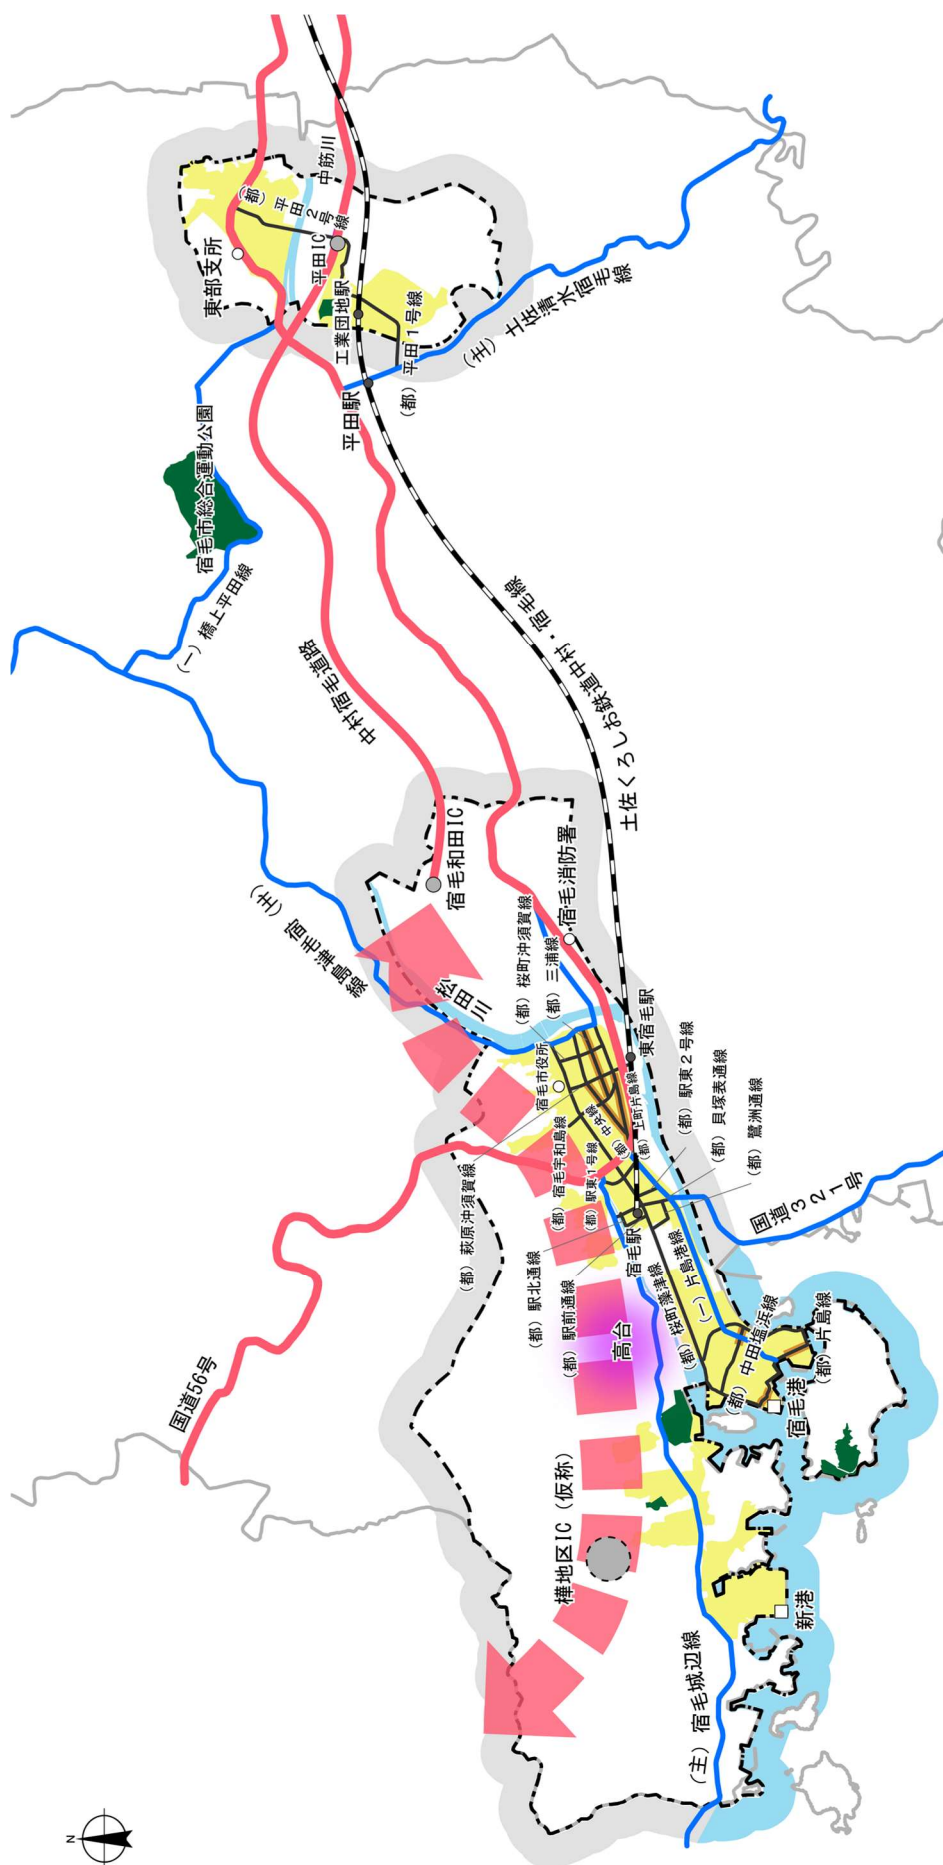 N
国道56号
(都) 萩原沖須賀線
(都) 駅北通線
(都) 駅前通線
高台
樺地区IC (仮称)
(主) 宿毛城辺線
新港
宿毛港
(都) 片島線
(都) 中田塩浜線
(一) 片島港線
(都) 桜町藻津線
宿毛駅
国道321号
(都) 鷺洲通線
(都) 貝塚表通線
(都) 駅東2号線
東宿毛駅
(都) 上町片島線
(都) 中央線
(都) 駅東1号線
(都) 宿毛宇和島線
宿毛市役所
(都) 三浦線
(都) 桜町沖須賀線
宿毛消防署
松田川
(主) 宿毛津島線
宿毛和田IC
土佐くろしお鉄道中村・宿毛線
中村宿毛道路
(一) 橋上平田線
宿毛市総合運動公園
平田駅
(都) 平田1号線
(主) 土佐清水宿毛線
工業団地駅
平田IC
(都) 平田2号線
東部支所
中筋川